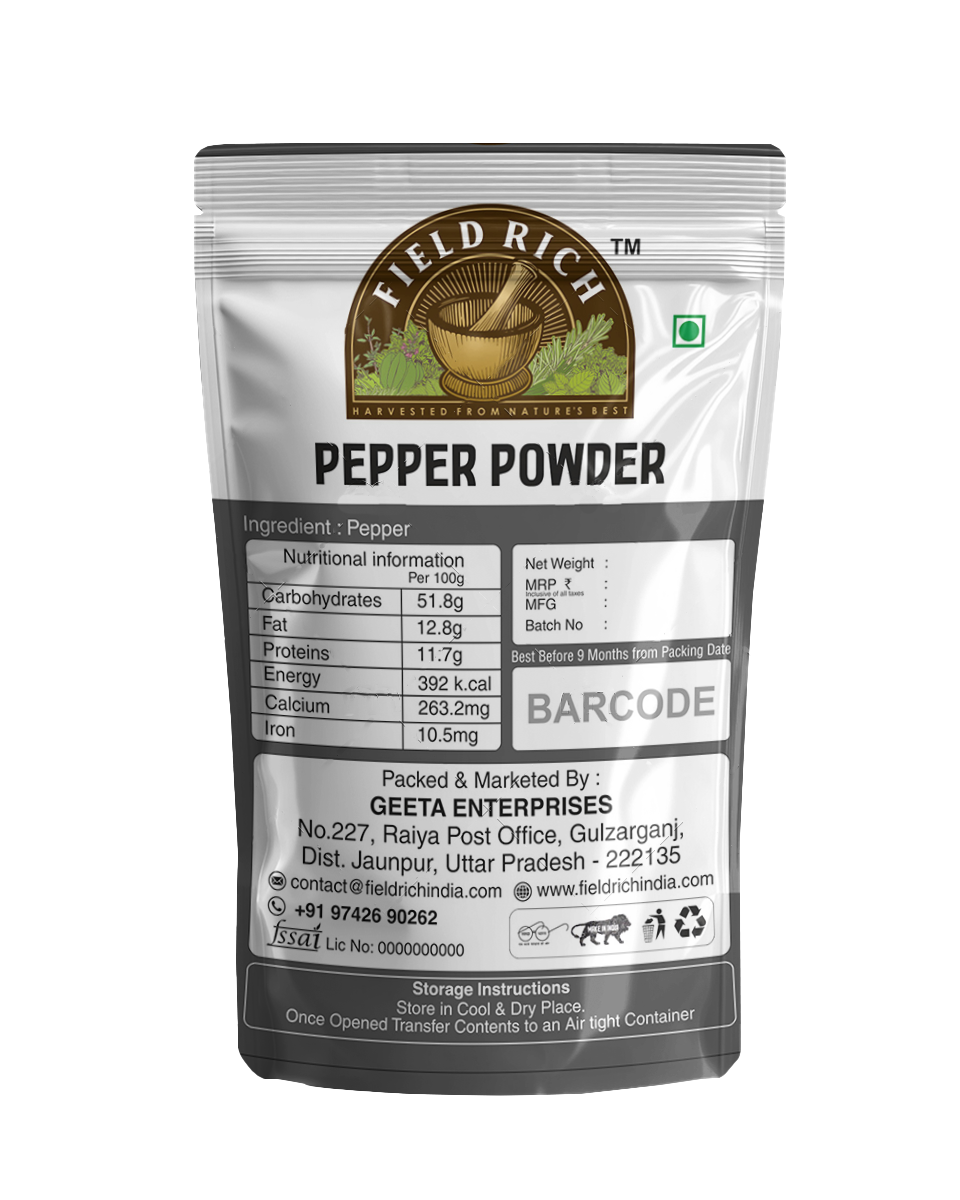 FIELD RICH
TM
HARVESTED FROM NATURE'S BEST
PEPPER POWDER
Ingredient : Pepper
Nutritional information
Per 100g
Carbohydrates 51.8g
Fat 12.8g
Proteins 11.7g
Energy 392 k.cal
Calcium 263.2mg
Iron 10.5mg
Net Weight :
MRP ₹ :
Inclusive of all taxes
MFG :
Batch No :
Best Before 9 Months from Packing Date
BARCODE
Packed & Marketed By :
GEETA ENTERPRISES
No.227, Raiya Post Office, Gulzarganj,
Dist. Jaunpur, Uttar Pradesh - 222135
contact@fieldrichindia.com www.fieldrichindia.com
+91 97426 90262
fssai Lic No: 0000000000
MAKE IN INDIA
Storage Instructions
Store in Cool & Dry Place.
Once Opened Transfer Contents to an Air tight Container